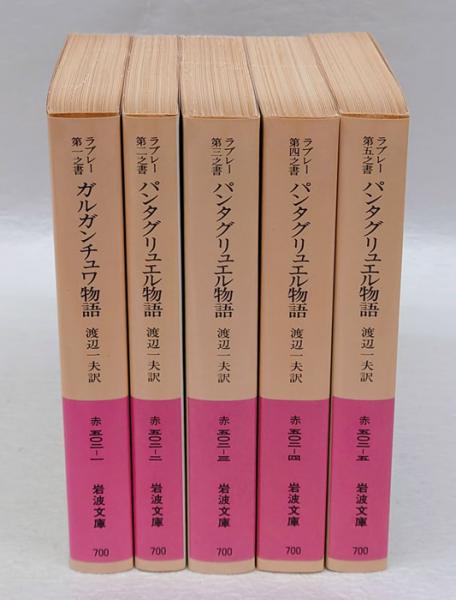 ラブレー
第一之書
ガルガンチュワ物語
渡辺一夫訳
赤
五〇二-一
岩波文庫
700
ラブレー
第二之書
パンタグリュエル物語
渡辺一夫訳
赤
五〇二-二
岩波文庫
700
ラブレー
第三之書
パンタグリュエル物語
渡辺一夫訳
赤
五〇二-三
岩波文庫
700
ラブレー
第四之書
パンタグリュエル物語
渡辺一夫訳
赤
五〇二-四
岩波文庫
700
ラブレー
第五之書
パンタグリュエル物語
渡辺一夫訳
赤
五〇二-五
岩波文庫
700